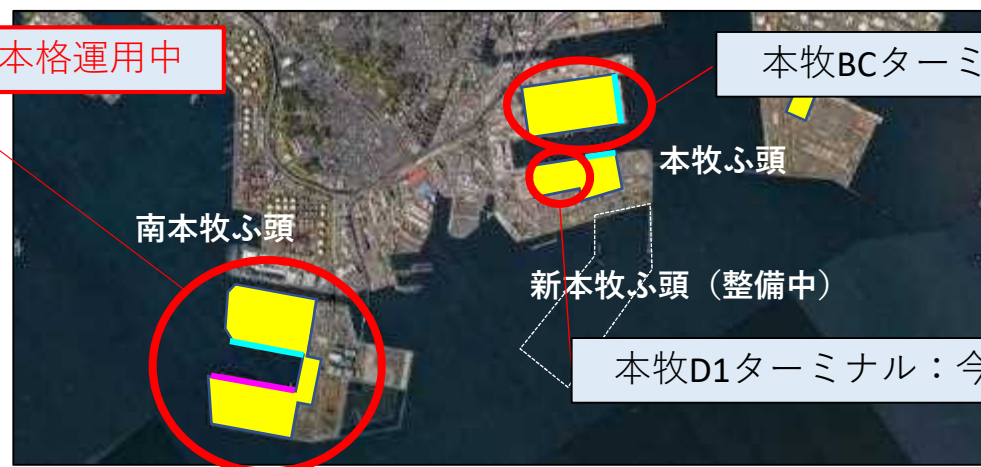 本格運用中
本牧BCターミ
本牧ふ頭
南本牧ふ頭
新本牧ふ頭（整備中）
本牧D1ターミナル：今